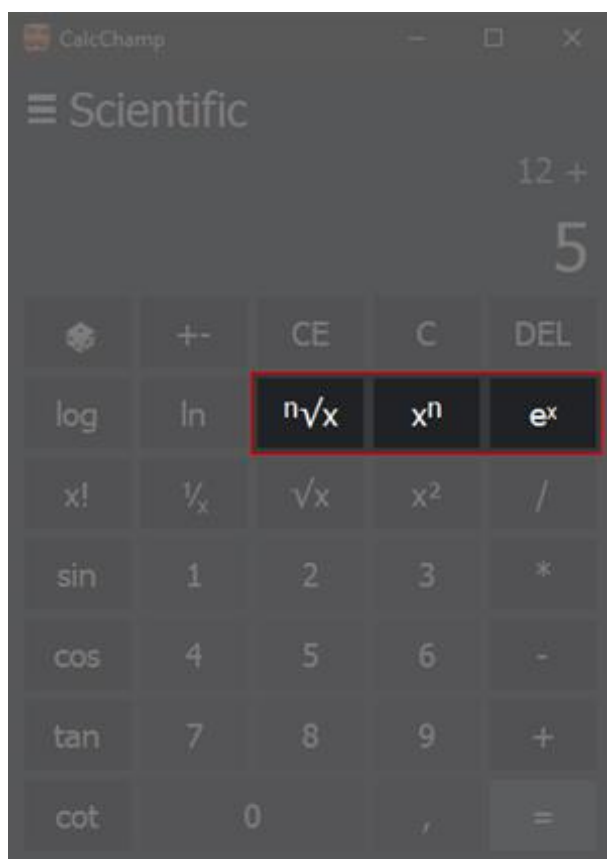 CalcChamp
Scientific
12 +
5
+- CE C DEL
log ln ⁿ√x xⁿ eˣ
x! ¹⁄ₓ √x x² /
sin 1 2 3 *
cos 4 5 6 -
tan 7 8 9 +
cot 0 , =